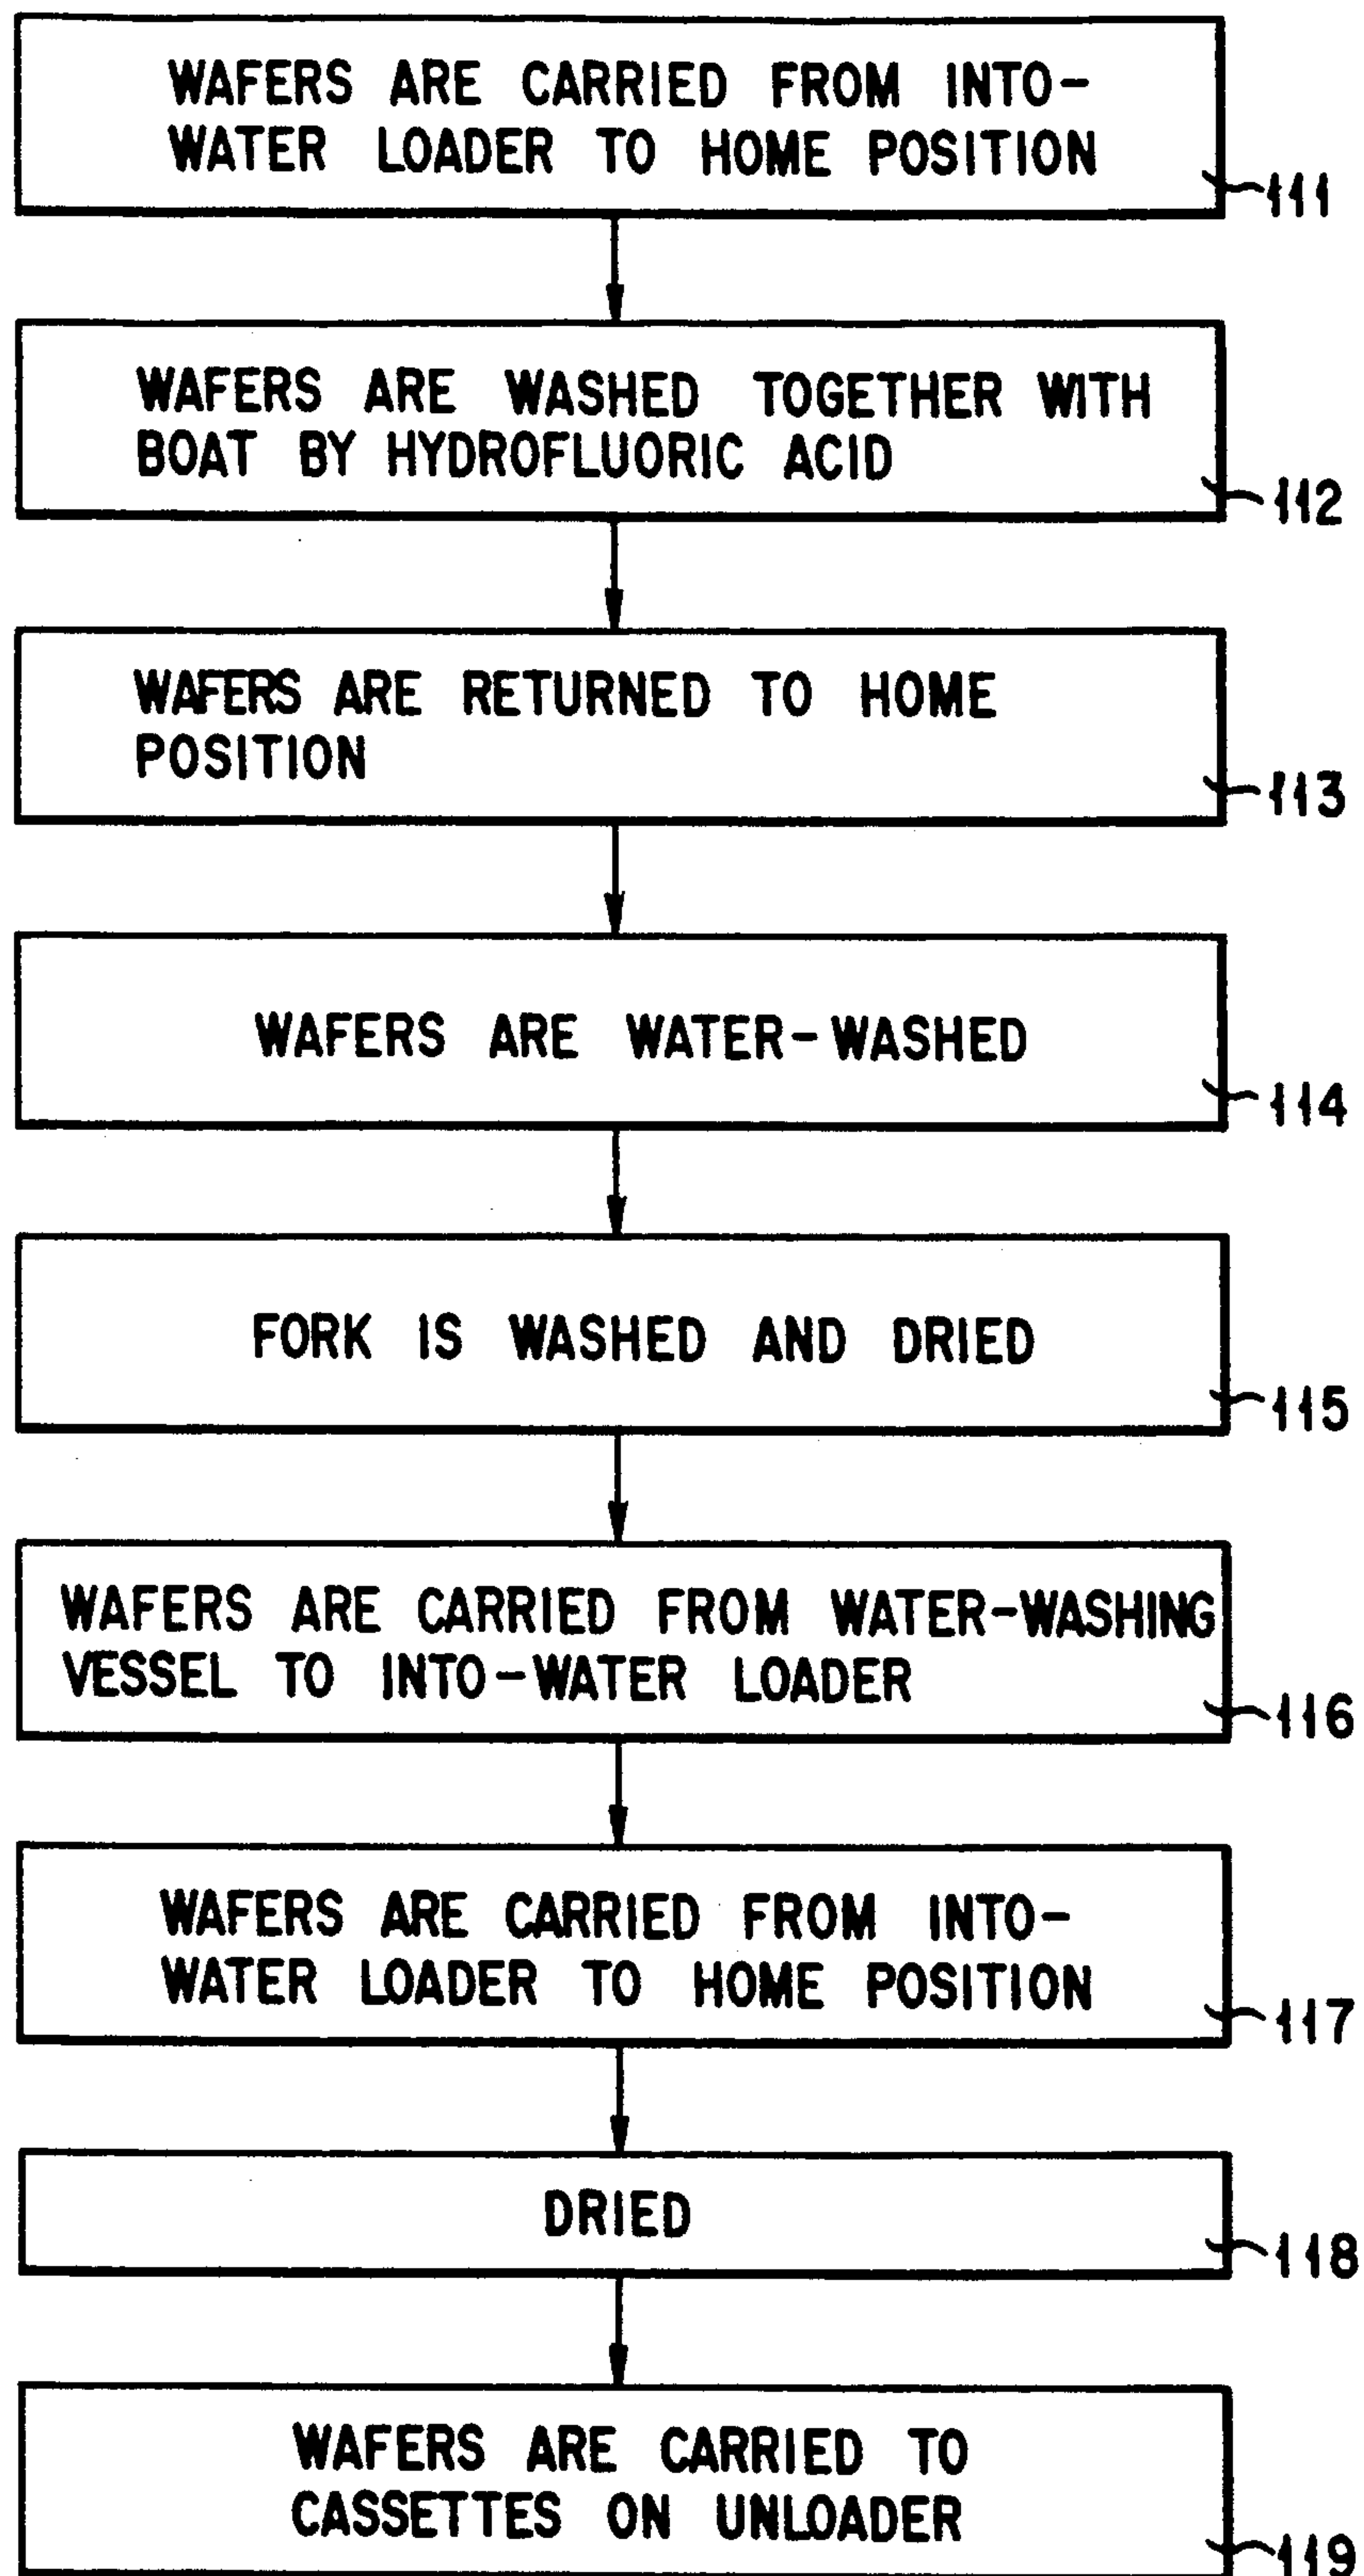 WAFERS ARE CARRIED FROM INTO-
WATER LOADER TO HOME POSITION
111
WAFERS ARE WASHED TOGETHER WITH
BOAT BY HYDROFLUORIC ACID
112
WAFERS ARE RETURNED TO HOME
POSITION
113
WAFERS ARE WATER-WASHED
114
FORK IS WASHED AND DRIED
115
WAFERS ARE CARRIED FROM WATER-WASHING
VESSEL TO INTO-WATER LOADER
116
WAFERS ARE CARRIED FROM INTO-
WATER LOADER TO HOME POSITION
117
DRIED
118
WAFERS ARE CARRIED TO
CASSETTES ON UNLOADER
119